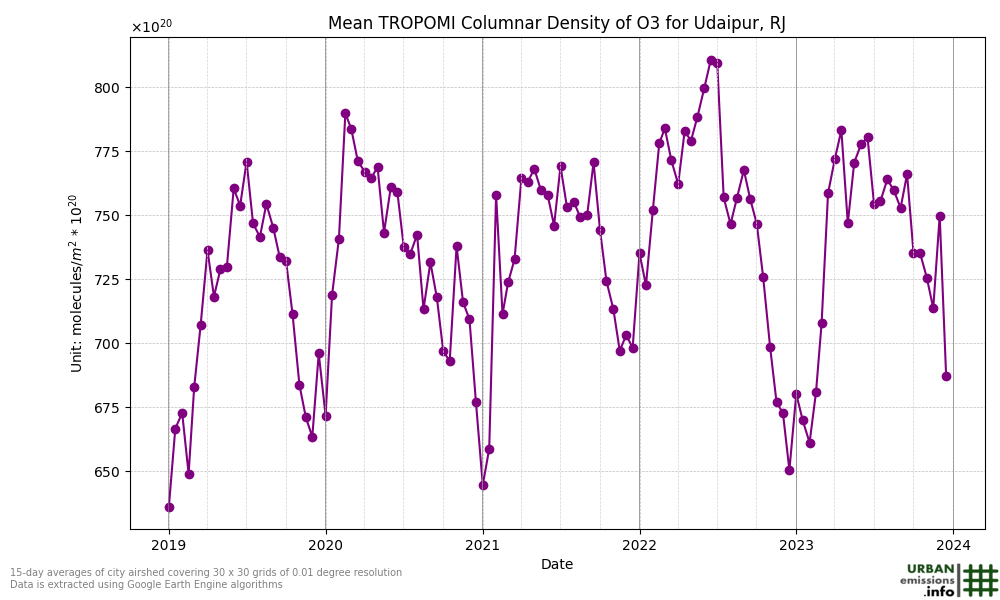 Mean TROPOMI Columnar Density of O3 for Udaipur, RJ
×10²⁰
800
775
750
725
700
675
650
Unit: molecules/m² * 10²⁰
2019 2020 2021 2022 2023 2024
Date
15-day averages of city airshed covering 30 x 30 grids of 0.01 degree resolution
Data is extracted using Google Earth Engine algorithms
URBAN
emissions
.info